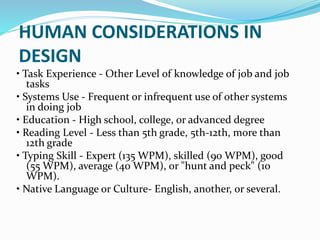 HUMAN CONSIDERATIONS IN
DESIGN
• Task Experience - Other Level of knowledge of job and job
tasks
• Systems Use - Frequent or infrequent use of other systems
in doing job
• Education - High school, college, or advanced degree
• Reading Level - Less than 5th grade, 5th-12th, more than
12th grade
• Typing Skill - Expert (135 WPM), skilled (90 WPM), good
(55 WPM), average (40 WPM), or "hunt and peck" (10
WPM).
• Native Language or Culture- English, another, or several.